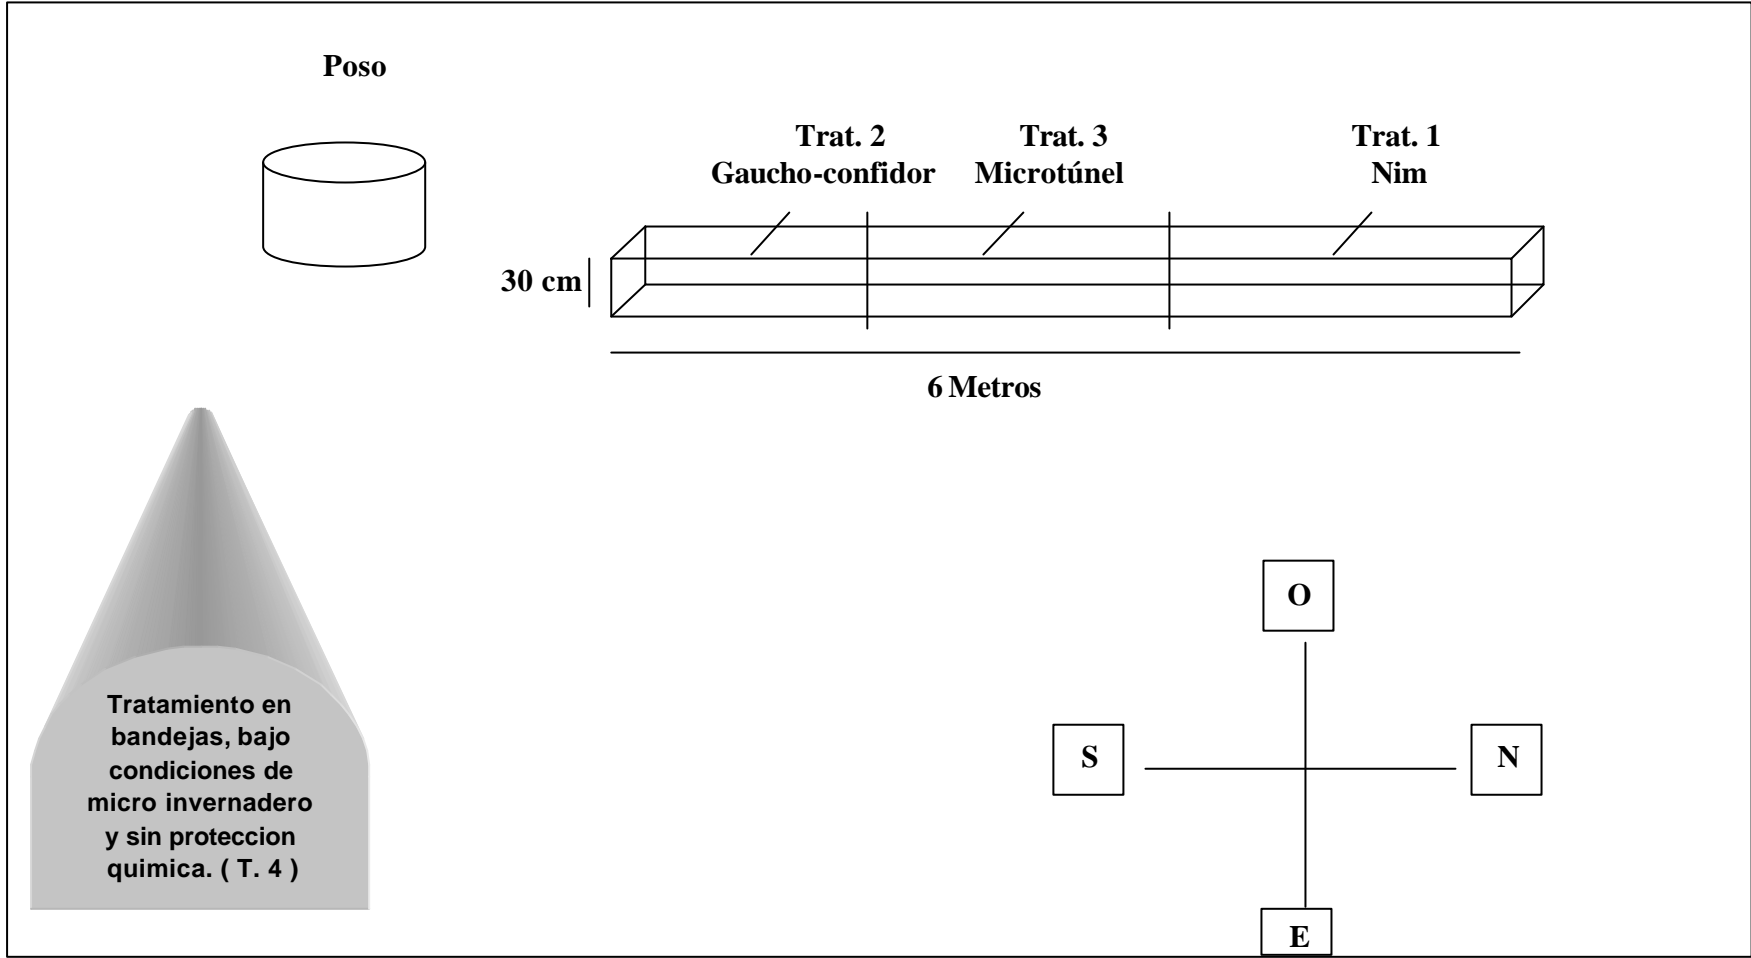 Poso
Trat. 2
Gaucho-confidor
Trat. 3
Microtúnel
Trat. 1
Nim
30 cm
6 Metros
Tratamiento en
bandejas, bajo
condiciones de
micro invernadero
y sin proteccion
quimica. ( T. 4 )
O
S
N
E